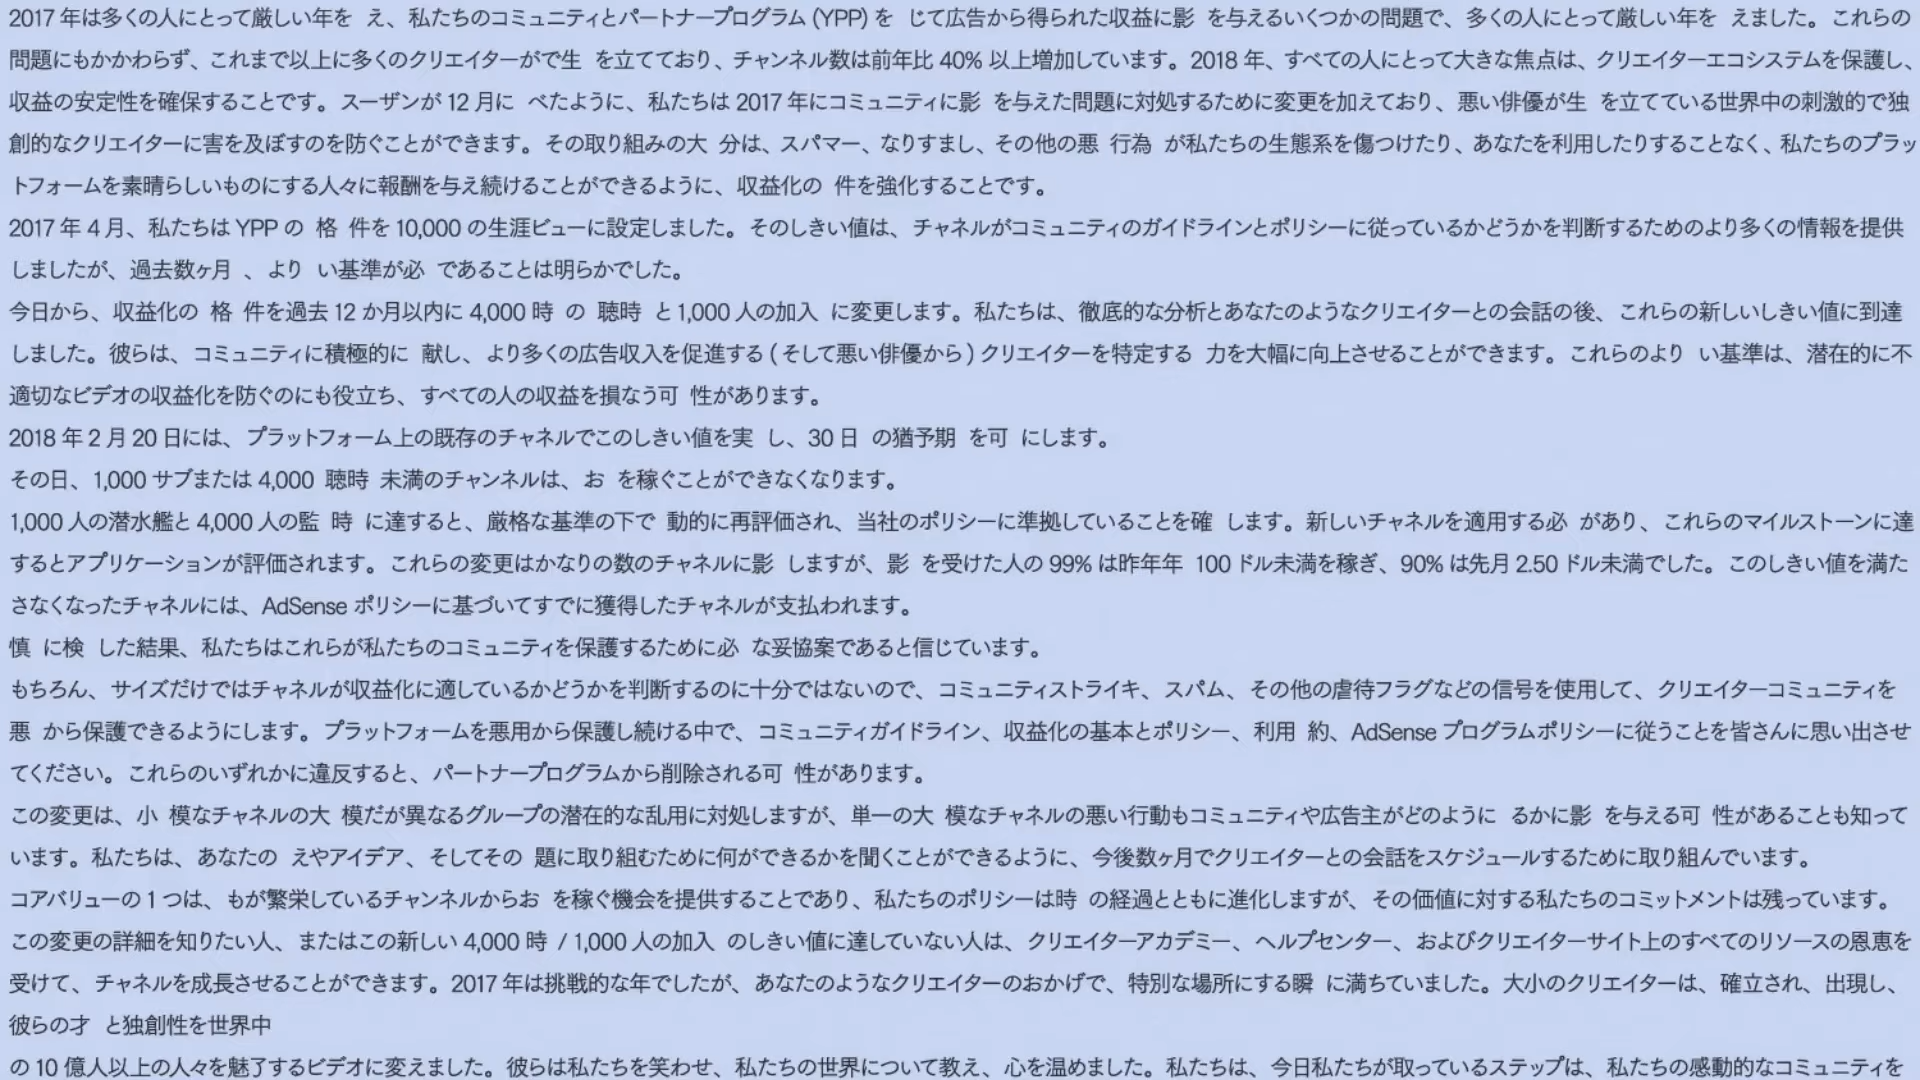 2017 年は多くの人にとって厳しい年を え、私たちのコミュニティとパートナープログラム (YPP) を じて広告から得られた収益に影 を与えるいくつかの問題で、多くの人にとって厳しい年を えました。これらの
問題にもかかわらず、これまで以上に多くのクリエイターがで生 を立てており、チャンネル数は前年比 40% 以上増加しています。2018 年、すべての人にとって大きな焦点は、クリエイターエコシステムを保護し、
収益の安定性を確保することです。スーザンが 12 月に べたように、私たちは 2017 年にコミュニティに影 を与えた問題に対処するために変更を加えており、悪い俳優が生 を立てている世界中の刺激的で独
創的なクリエイターに害を及ぼすのを防ぐことができます。その取り組みの大 分は、スパマー、なりすまし、その他の悪 行為 が私たちの生態系を傷つけたり、あなたを利用したりすることなく、私たちのプラッ
トフォームを素晴らしいものにする人々に報酬を与え続けることができるように、収益化の 件を強化することです。
2017 年 4 月、私たちは YPP の 格 件を 10,000 の生涯ビューに設定しました。そのしきい値は、チャネルがコミュニティのガイドラインとポリシーに従っているかどうかを判断するためのより多くの情報を提供
しましたが、過去数ヶ月 、より い基準が必 であることは明らかでした。
今日から、収益化の 格 件を過去 12 か月以内に 4,000 時 の 聴時 と 1,000 人の加入 に変更します。私たちは、徹底的な分析とあなたのようなクリエイターとの会話の後、これらの新しいしきい値に到達
しました。彼らは、コミュニティに積極的に 献し、より多くの広告収入を促進する ( そして悪い俳優から ) クリエイターを特定する 力を大幅に向上させることができます。これらのより い基準は、潜在的に不
適切なビデオの収益化を防ぐのにも役立ち、すべての人の収益を損なう可 性があります。
2018 年 2 月 20 日には、プラットフォーム上の既存のチャネルでこのしきい値を実 し、30 日 の猶予期 を可 にします。
その日、1,000 サブまたは 4,000 聴時 未満のチャンネルは、お を稼ぐことができなくなります。
1,000 人の潜水艦と 4,000 人の監 時 に達すると、厳格な基準の下で 動的に再評価され、当社のポリシーに準拠していることを確 します。新しいチャネルを適用する必 があり、これらのマイルストーンに達
するとアプリケーションが評価されます。これらの変更はかなりの数のチャネルに影 しますが、影 を受けた人の 99% は昨年年 100 ドル未満を稼ぎ、90% は先月 2.50 ドル未満でした。このしきい値を満た
さなくなったチャネルには、AdSense ポリシーに基づいてすでに獲得したチャネルが支払われます。
慎 に検 した結果、私たちはこれらが私たちのコミュニティを保護するために必 な妥協案であると信じています。
もちろん、サイズだけではチャネルが収益化に適しているかどうかを判断するのに十分ではないので、コミュニティストライキ、スパム、その他の虐待フラグなどの信号を使用して、クリエイターコミュニティを
悪 から保護できるようにします。プラットフォームを悪用から保護し続ける中で、コミュニティガイドライン、収益化の基本とポリシー、利用 約、AdSense プログラムポリシーに従うことを皆さんに思い出させ
てください。これらのいずれかに違反すると、パートナープログラムから削除される可 性があります。
この変更は、小 模なチャネルの大 模だが異なるグループの潜在的な乱用に対処しますが、単一の大 模なチャネルの悪い行動もコミュニティや広告主がどのように るかに影 を与える可 性があることも知って
います。私たちは、あなたの えやアイデア、そしてその 題に取り組むために何ができるかを聞くことができるように、今後数ヶ月でクリエイターとの会話をスケジュールするために取り組んでいます。
コアバリューの 1 つは、もが繁栄しているチャンネルからお を稼ぐ機会を提供することであり、私たちのポリシーは時 の経過とともに進化しますが、その価値に対する私たちのコミットメントは残っています。
この変更の詳細を知りたい人、またはこの新しい 4,000 時 / 1,000 人の加入 のしきい値に達していない人は、クリエイターアカデミー、ヘルプセンター、およびクリエイターサイト上のすべてのリソースの恩恵を
受けて、チャネルを成長させることができます。2017 年は挑戦的な年でしたが、あなたのようなクリエイターのおかげで、特別な場所にする瞬 に満ちていました。大小のクリエイターは、確立され、出現し、
彼らの才 と独創性を世界中
の 10 億人以上の人々を魅了するビデオに変えました。彼らは私たちを笑わせ、私たちの世界について教え、心を温めました。私たちは、今日私たちが取っているステップは、私たちの感動的なコミュニティを